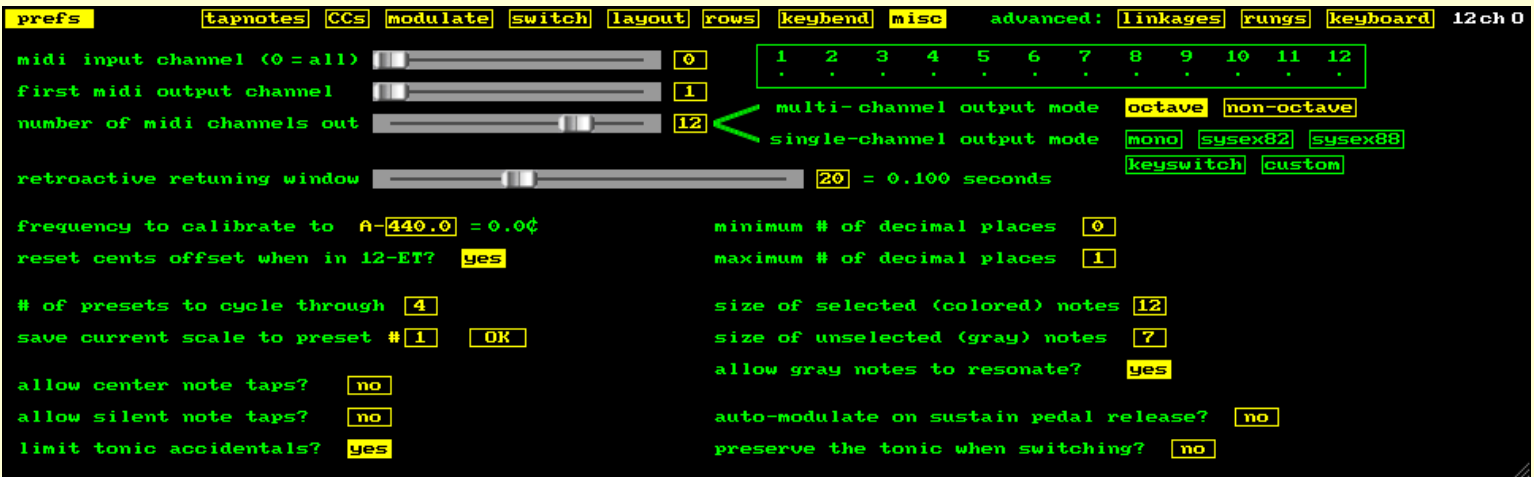 prefs tapnotes CCs modulate switch layout rows keybend misc advanced: linkages rungs keyboard 12ch 0
midi input channel (0 = all) 0
first midi output channel 1
number of midi channels out 12
1 2 3 4 5 6 7 8 9 10 11 12
multi-channel output mode octave non-octave
single-channel output mode mono sysex82 sysex88
keyswitch custom
retroactive retuning window 20 = 0.100 seconds
frequency to calibrate to A-440.0 = 0.0¢
reset cents offset when in 12-ET? yes
minimum # of decimal places 0
maximum # of decimal places 1
# of presets to cycle through 4
save current scale to preset #1 OK
size of selected (colored) notes 12
size of unselected (gray) notes 7
allow gray notes to resonate? yes
allow center note taps? no
allow silent note taps? no
limit tonic accidentals? yes
auto-modulate on sustain pedal release? no
preserve the tonic when switching? no